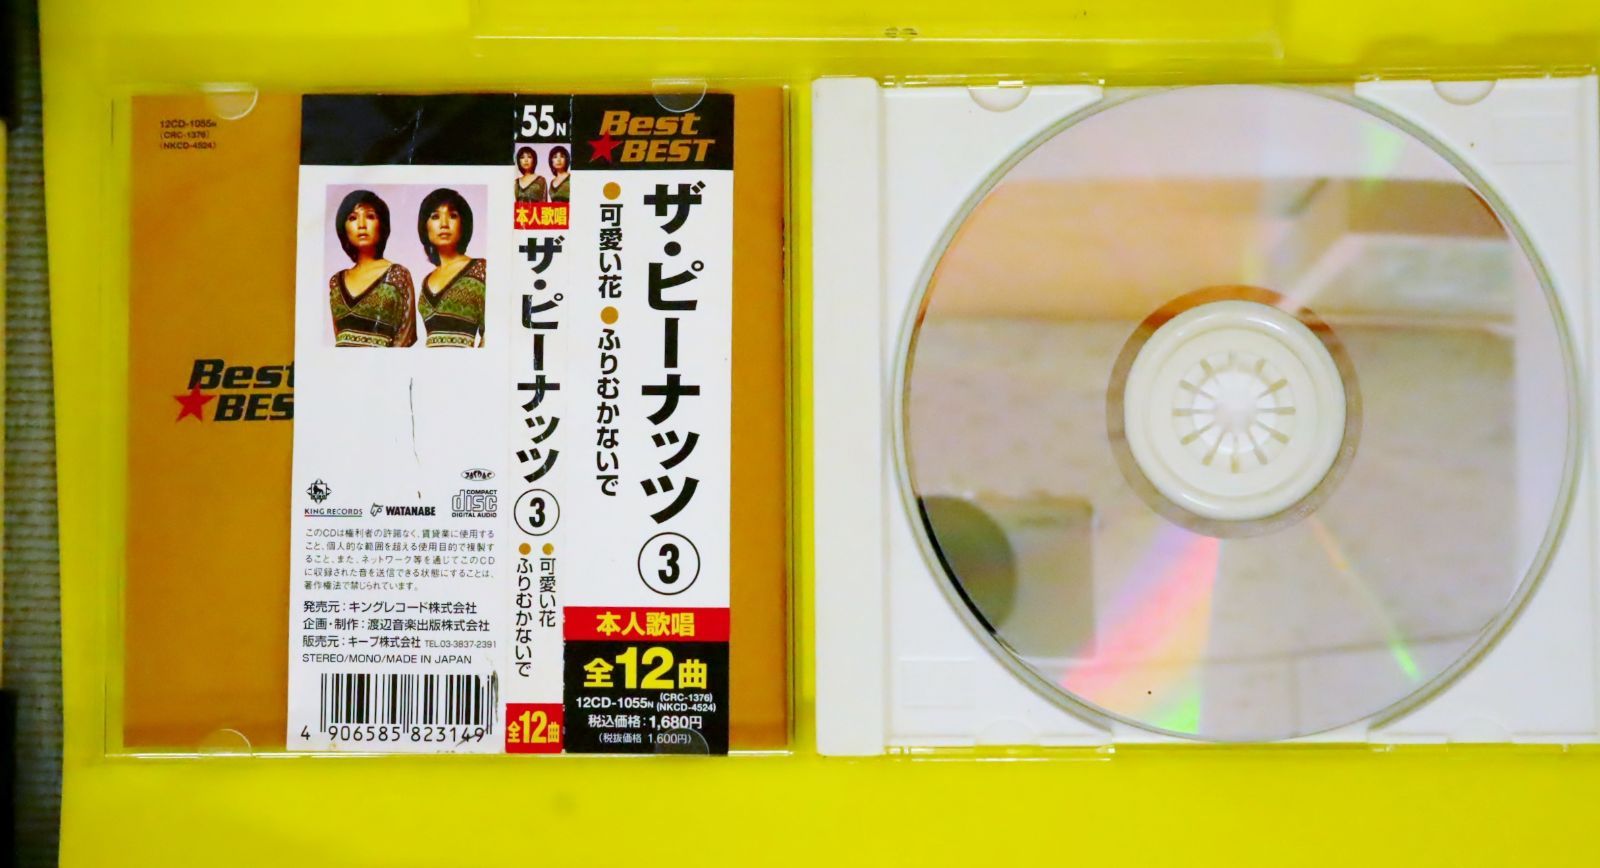 12CD-1055N
(CRC-1376)
(NKCD-4524)
Best
BES
KING RECORDS
WATANABE
JASRAC
COMPACT
disc
DIGITAL AUDIO
このCDは権利者の許諾なく、賃貸業に使用する
こと、個人的な範囲を超える使用目的で複製す
ること、また、ネットワーク等を通じてこのCD
に収録された音を送信できる状態にすることは、
著作権法で禁じられています。
発売元：キングレコード株式会社
企画・制作：渡辺音楽出版株式会社
販売元：キープ株式会社 TEL.03-3837-2391
STEREO/MONO/MADE IN JAPAN
4 906585 823149
55N
本人歌唱
ザ・ピーナッツ③
●可愛い花
●ふりむかないで
全12曲
Best
BEST
ザ・ピーナッツ③
●可愛い花●ふりむかないで
本人歌唱
全12曲
12CD-1055N (CRC-1376)
(NKCD-4524)
税込価格：1,680円
(税抜価格 1,600円)